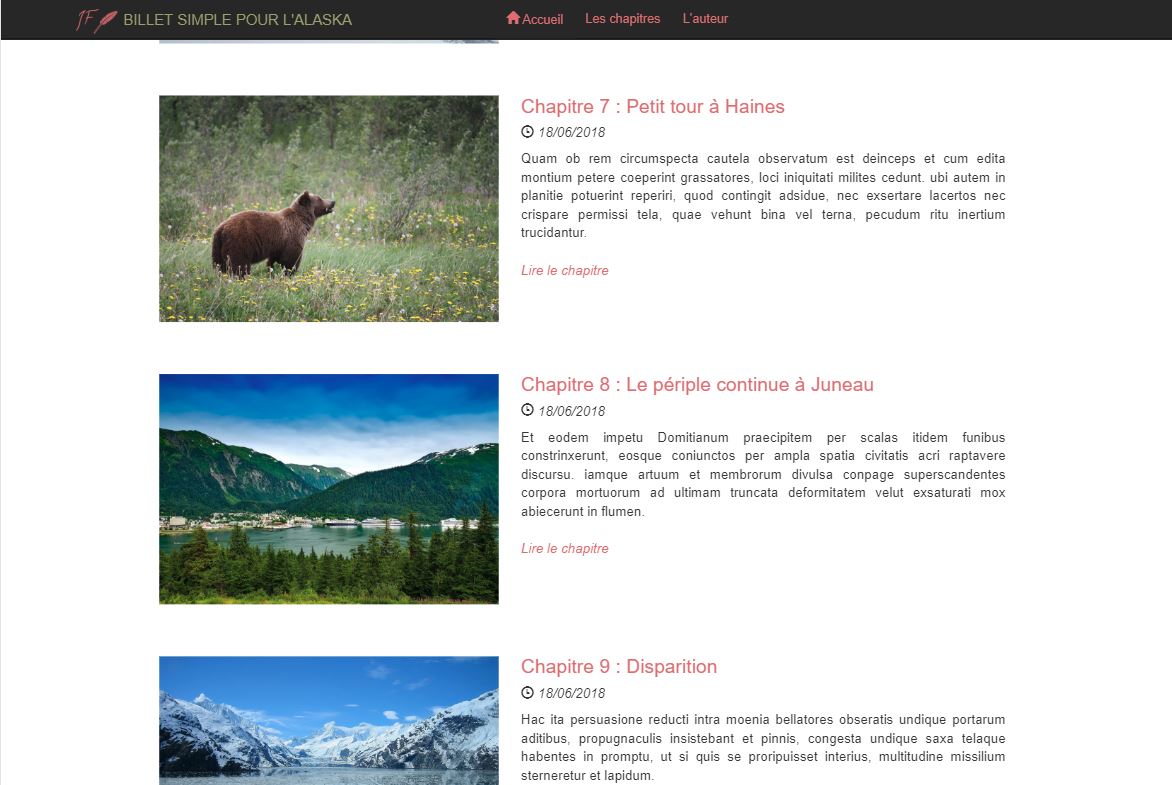 JF BILLET SIMPLE POUR L'ALASKA
Accueil
Les chapitres
L'auteur
Chapitre 7 : Petit tour à Haines
18/06/2018
Quam ob rem circumspecta cautela observatum est deinceps et cum edita
montium petere coeperint grassatores, loci iniquitati milites cedunt. ubi autem in
planitie potuerint reperiri, quod contingit adsidue, nec exsertare lacertos nec
crispare permissi tela, quae vehunt bina vel terna, pecudum ritu inertium
trucidantur.
Lire le chapitre
Chapitre 8 : Le périple continue à Juneau
18/06/2018
Et eodem impetu Domitianum praecipitem per scalas itidem funibus
constrinxerunt, eosque coniunctos per ampla spatia civitatis acri raptavere
discursu. iamque artuum et membrorum divulsa conpage superscandentes
corpora mortuorum ad ultimam truncata deformitatem velut exsaturati mox
abiecerunt in flumen.
Lire le chapitre
Chapitre 9 : Disparition
18/06/2018
Hac ita persuasione reducti intra moenia bellatores obseratis undique portarum
aditibus, propugnaculis insistebant et pinnis, congesta undique saxa telaque
habentes in promptu, ut si quis se proripuisset interius, multitudine missilium
sterneretur et lapidum.